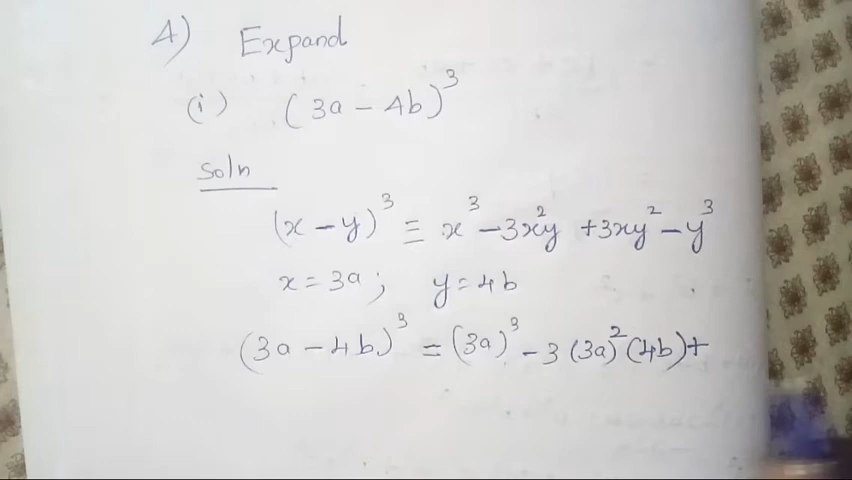 4) Expand
(i) (3a - 4b)³
Soln
(x - y)³ ≡ x³ - 3x²y + 3xy² - y³
x = 3a ; y = 4b
(3a - 4b)³ = (3a)³ - 3(3a)²(4b) +